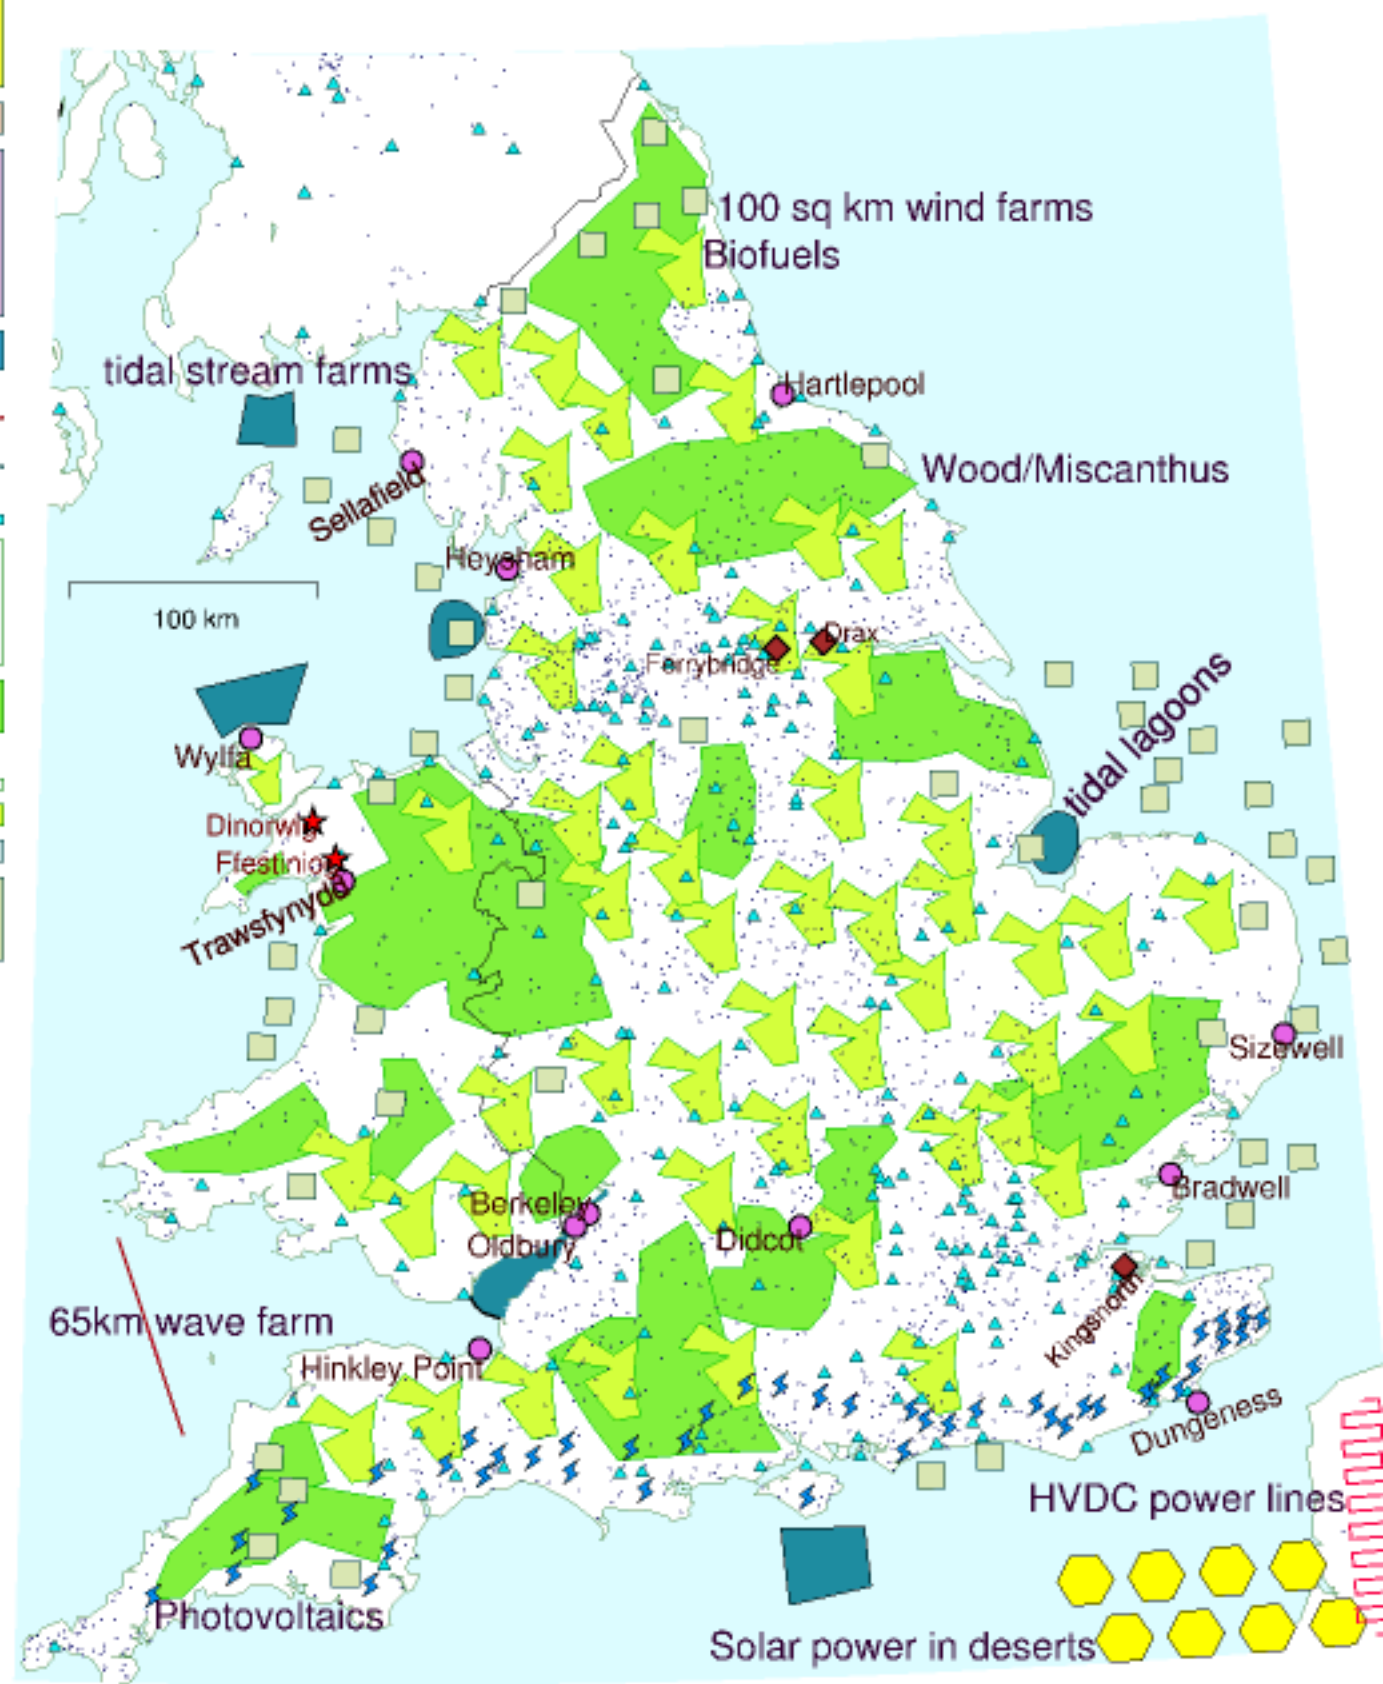 100 sq km wind farms
Biofuels
tidal stream farms
Hartlepool
Wood/Miscanthus
Sellafield
Heysham
100 km
Drax
Ferrybridge
tidal lagoons
Wylfa
Dinorwig
Ffestiniog
Trawsfynydd
Sizewell
Bradwell
Berkeley
Oldbury
Didcot
Kingsnorth
65km wave farm
Hinkley Point
Dungeness
HVDC power lines
Photovoltaics
Solar power in deserts